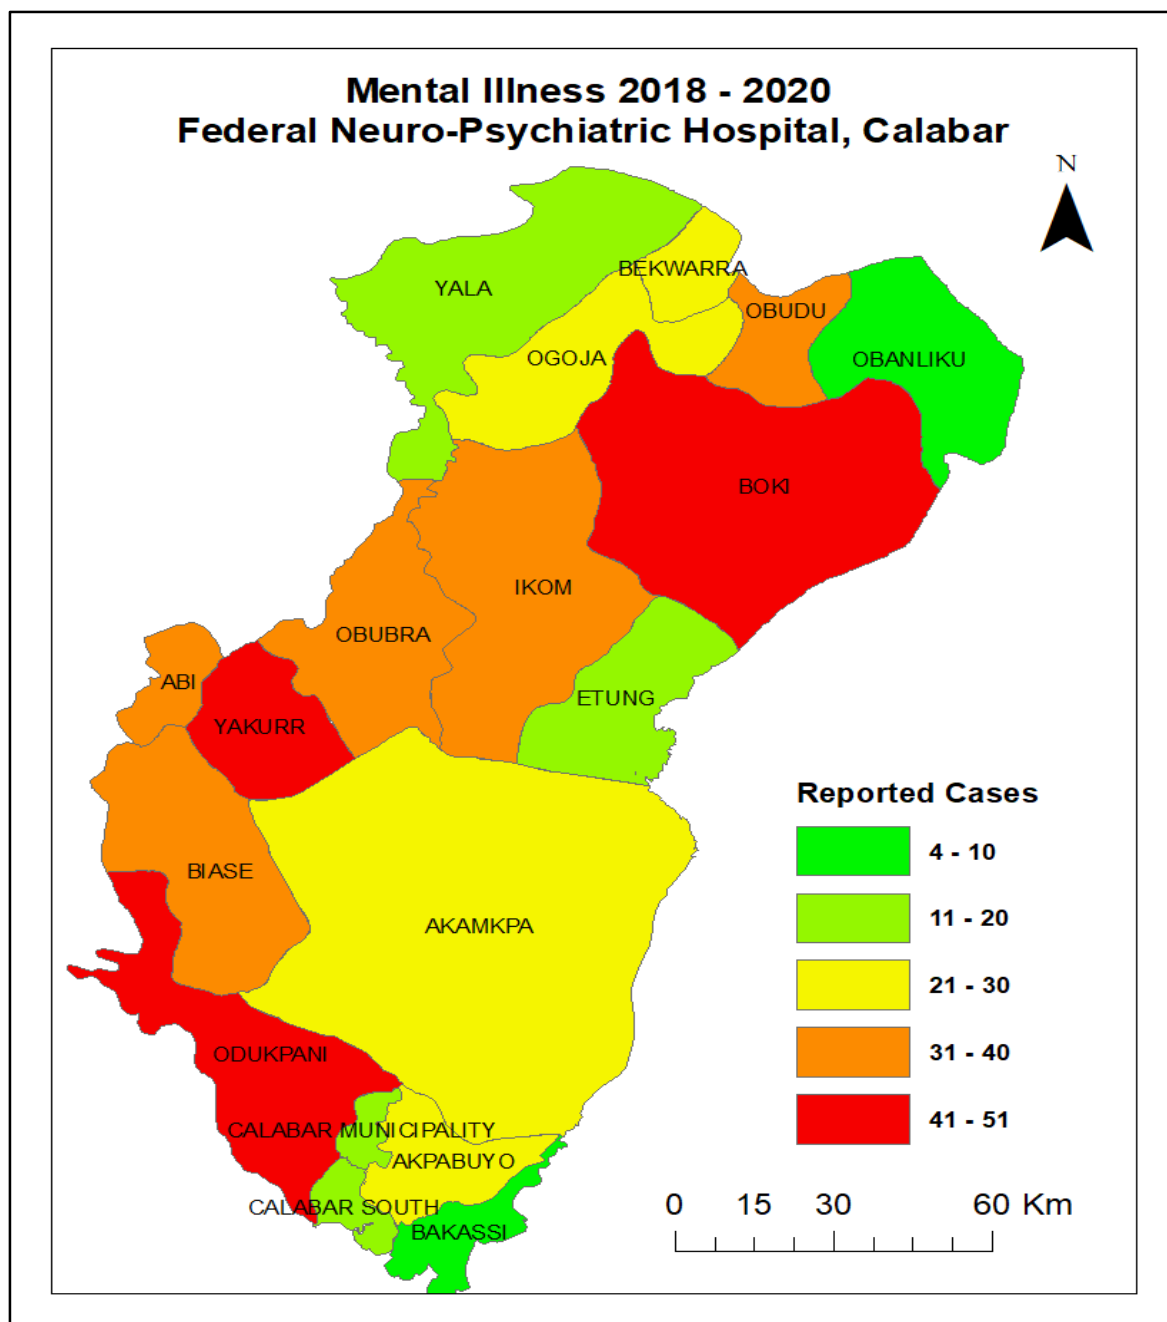 Mental Illness 2018 - 2020
Federal Neuro-Psychiatric Hospital, Calabar
N
BEKWARRA
YALA
OBUDU
OGOJA
OBANLIKU
BOKI
IKOM
OBUBRA
ABI
ETUNG
YAKURR
Reported Cases
4 - 10
BIASE
11 - 20
AKAMKPA
21 - 30
ODUKPANI
31 - 40
41 - 51
CALABAR MUNICIPALITY
AKPABUYO
CALABAR SOUTH
0 15 30 60 Km
BAKASSI